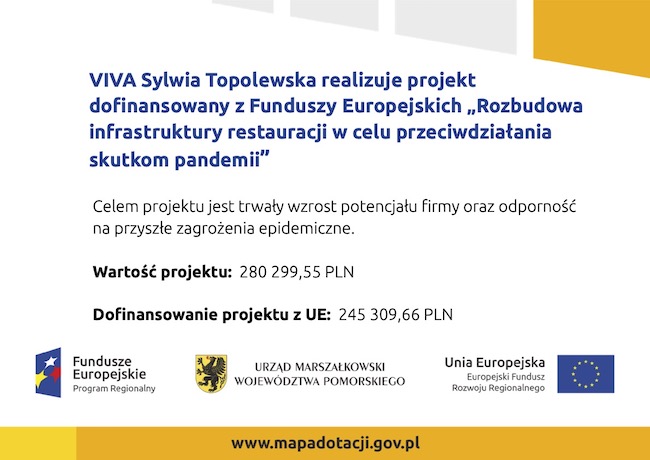 VIVA Sylwia Topolewska realizuje projekt
dofinansowany z Funduszy Europejskich „Rozbudowa
infrastruktury restauracji w celu przeciwdziałania
skutkom pandemii”
Celem projektu jest trwały wzrost potencjału firmy oraz odporność
na przyszłe zagrożenia epidemiczne.
Wartość projektu: 280 299,55 PLN
Dofinansowanie projektu z UE: 245 309,66 PLN
Fundusze
Europejskie
Program Regionalny
URZĄD MARSZAŁKOWSKI
WOJEWÓDZTWA POMORSKIEGO
Unia Europejska
Europejski Fundusz
Rozwoju Regionalnego
www.mapadotacji.gov.pl